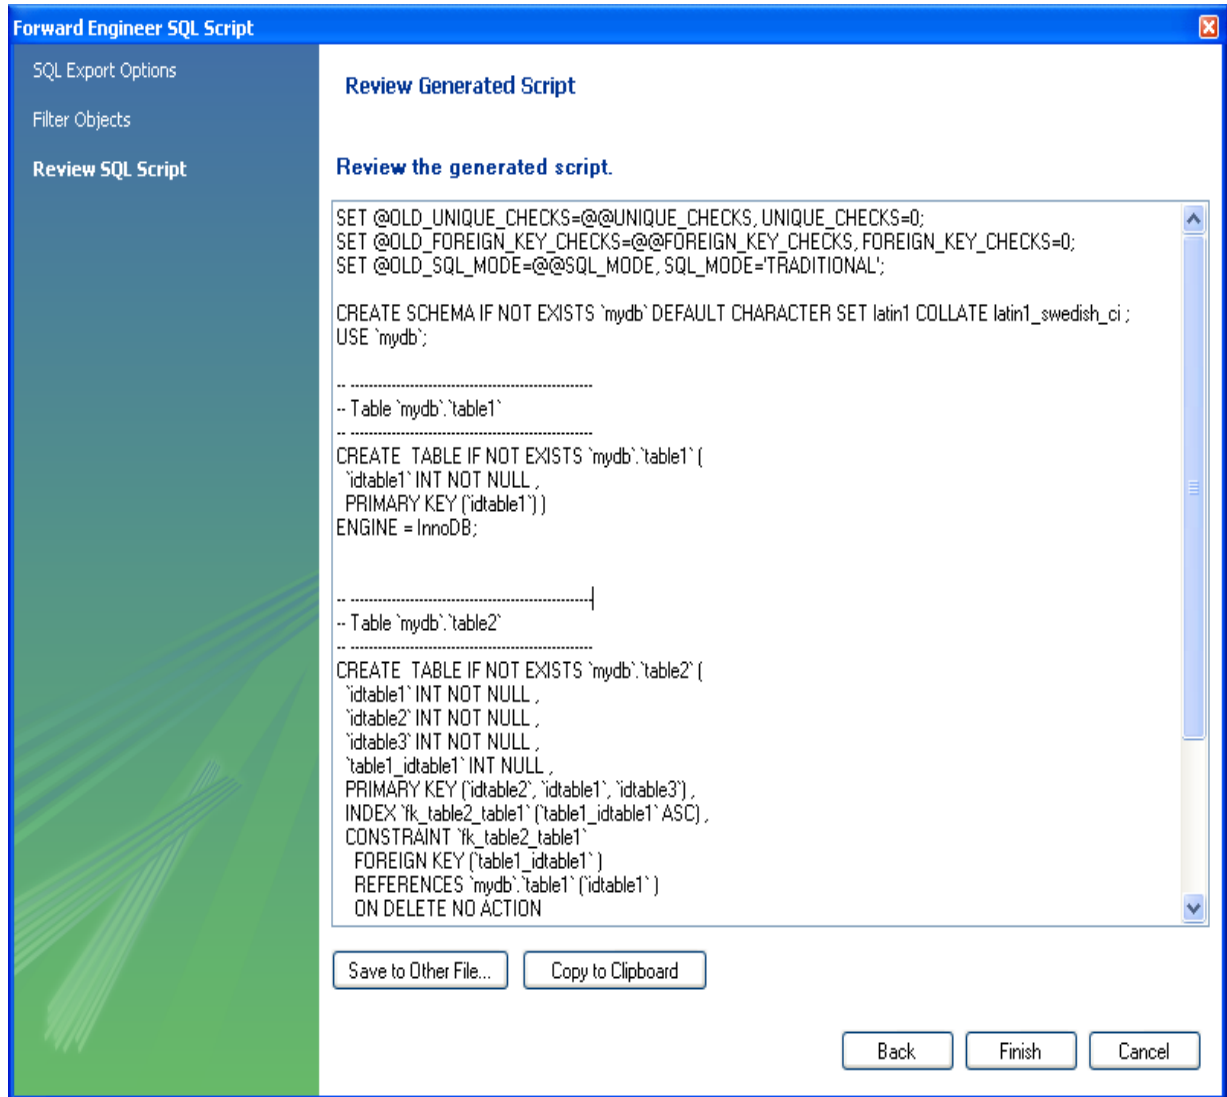 Forward Engineer SQL Script
SQL Export Options
Filter Objects
Review SQL Script
Review Generated Script
Review the generated script.
SET @OLD_UNIQUE_CHECKS=@@UNIQUE_CHECKS, UNIQUE_CHECKS=0;
SET @OLD_FOREIGN_KEY_CHECKS=@@FOREIGN_KEY_CHECKS, FOREIGN_KEY_CHECKS=0;
SET @OLD_SQL_MODE=@@SQL_MODE, SQL_MODE='TRADITIONAL';
CREATE SCHEMA IF NOT EXISTS `mydb` DEFAULT CHARACTER SET latin1 COLLATE latin1_swedish_ci ;
USE `mydb`;
-- -----------------------------------------------------
-- Table `mydb`.`table1`
-- -----------------------------------------------------
CREATE  TABLE IF NOT EXISTS `mydb`.`table1` (
`idtable1` INT NOT NULL ,
PRIMARY KEY (`idtable1`) )
ENGINE = InnoDB;
-- -----------------------------------------------------
-- Table `mydb`.`table2`
-- -----------------------------------------------------
CREATE  TABLE IF NOT EXISTS `mydb`.`table2` (
`idtable1` INT NOT NULL ,
`idtable2` INT NOT NULL ,
`idtable3` INT NOT NULL ,
`table1_idtable1` INT NULL ,
PRIMARY KEY (`idtable2`, `idtable1`, `idtable3`) ,
INDEX `fk_table2_table1` (`table1_idtable1` ASC) ,
CONSTRAINT `fk_table2_table1`
FOREIGN KEY (`table1_idtable1` )
REFERENCES `mydb`.`table1` (`idtable1` )
ON DELETE NO ACTION
Save to Other File...
Copy to Clipboard
Back
Finish
Cancel